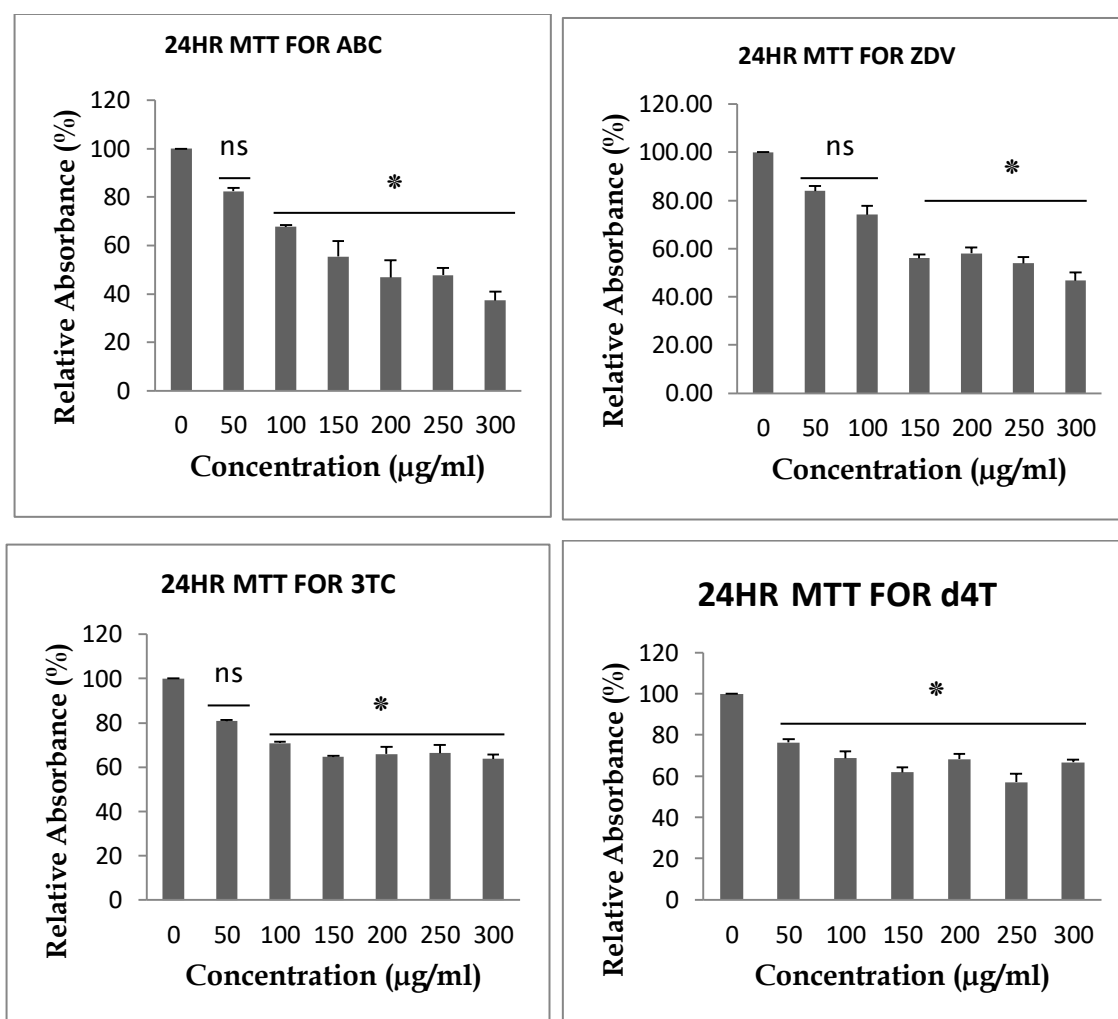 24HR MTT FOR ABC
Relative Absorbance (%)
120
100
80
60
40
20
0
ns
*
0 50 100 150 200 250 300
Concentration (µg/ml)
24HR MTT FOR ZDV
Relative Absorbance (%)
120.00
100.00
80.00
60.00
40.00
20.00
0.00
ns
*
0 50 100 150 200 250 300
Concentration (µg/ml)
24HR MTT FOR 3TC
Relative Absorbance (%)
120
100
80
60
40
20
0
ns
*
0 50 100 150 200 250 300
Concentration (µg/ml)
24HR MTT FOR d4T
Relative Absorbance (%)
120
100
80
60
40
20
0
*
0 50 100 150 200 250 300
Concentration (µg/ml)